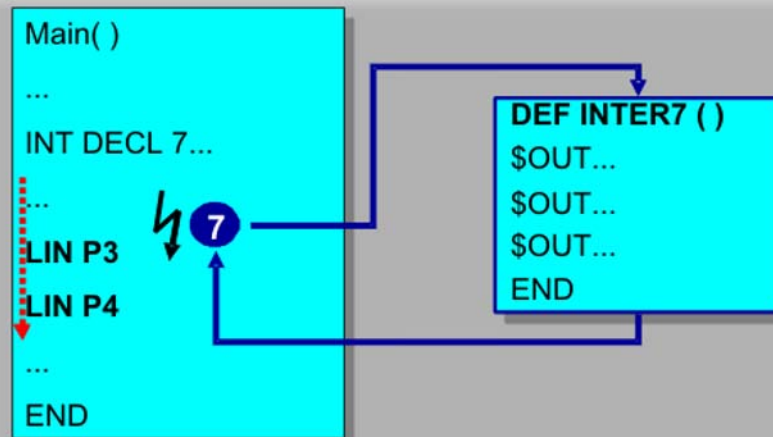 Main( )
...
INT DECL 7...
...
7
LIN P3
LIN P4
...
END
DEF INTER7 ( )
$OUT...
$OUT...
$OUT...
END